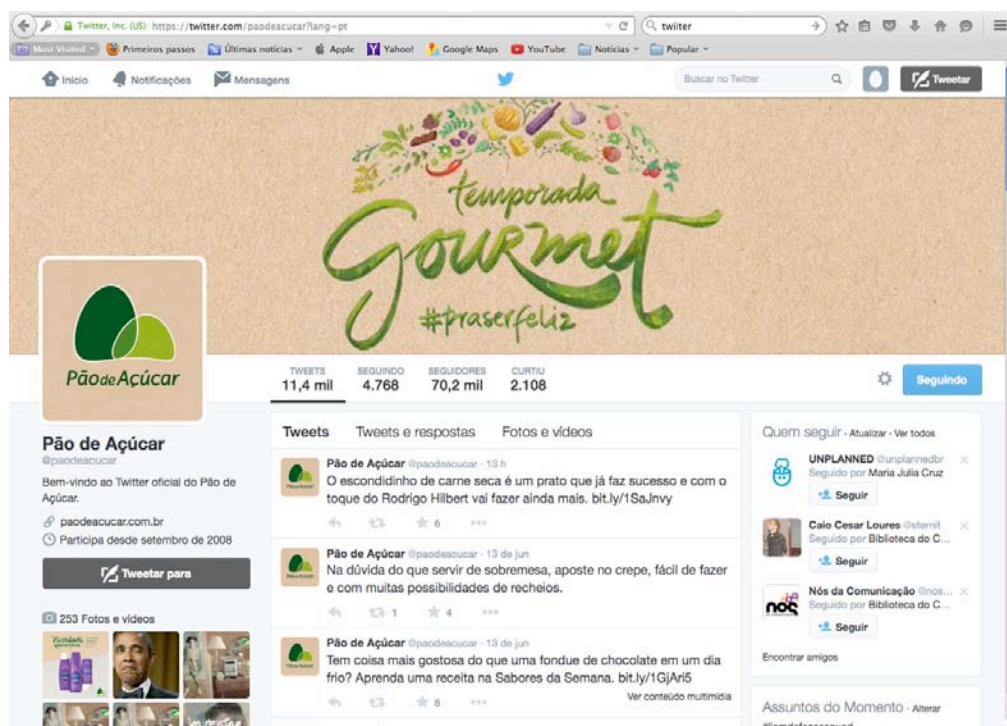 Twitter, Inc. (US) https://twitter.com/paodeacucar?lang=pt
twiiter
Most Visited
Primeiros passos
Últimas notícias
Apple
Yahoo!
Google Maps
YouTube
Notícias
Popular
Início
Notificações
Mensagens
Buscar no Twitter
Tweetar
temporada
Gourmet
#praserfeliz
PãodeAçúcar
TWEETS
11,4 mil
SEGUINDO
4.768
SEGUIDORES
70,2 mil
CURTIU
2.108
Seguindo
Pão de Açúcar
@paodeacucar
Bem-vindo ao Twitter oficial do Pão de
Açúcar.
paodeacucar.com.br
Participa desde setembro de 2008
Tweetar para
253 Fotos e vídeos
Tweets
Tweets e respostas
Fotos e vídeos
Pão de Açúcar @paodeacucar · 13 h
O escondidinho de carne seca é um prato que já faz sucesso e com o
toque do Rodrigo Hilbert vai fazer ainda mais. bit.ly/1SaJnvy
6
Pão de Açúcar @paodeacucar · 13 de jun
Na dúvida do que servir de sobremesa, aposte no crepe, fácil de fazer
e com muitas possibilidades de recheios.
1
4
Pão de Açúcar @paodeacucar · 13 de jun
Tem coisa mais gostosa do que uma fondue de chocolate em um dia
frio? Aprenda uma receita na Sabores da Semana. bit.ly/1GjAri5
8
Ver conteúdo multimídia
Quem seguir · Atualizar · Ver todos
UNPLANNED @unplannedbr
Seguido por Maria Julia Cruz
Seguir
Caio Cesar Loures @sternit
Seguido por Biblioteca do C...
Seguir
nós
Nós da Comunicação @nos...
Seguido por Biblioteca do C...
Seguir
Encontrar amigos
Assuntos do Momento · Alterar